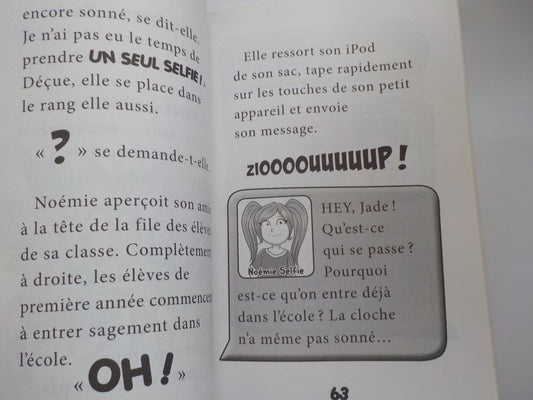 encore sonné, se dit-elle.
Je n'ai pas eu le temps de
prendre UN SEUL SELFIE!
Déçue, elle se place dans
le rang elle aussi.
« ? » se demande-t-elle
Noémie aperçoit son amie
à la tête de la file des élèves
de sa classe. Complètement
à droite, les élèves de
première année commencent
à entrer sagement dans
l'école.
« OH! »
Elle ressort son iPod
de son sac, tape rapidement
sur les touches de son petit
appareil et envoie
son message.
ZIOOOOUUUUUP !
Noémie Selfie
HEY, Jade !
Qu'est-ce
qui se passe ?
Pourquoi
est-ce qu'on entre déjà
dans l'école ? La cloche
n'a même pas sonné…
63